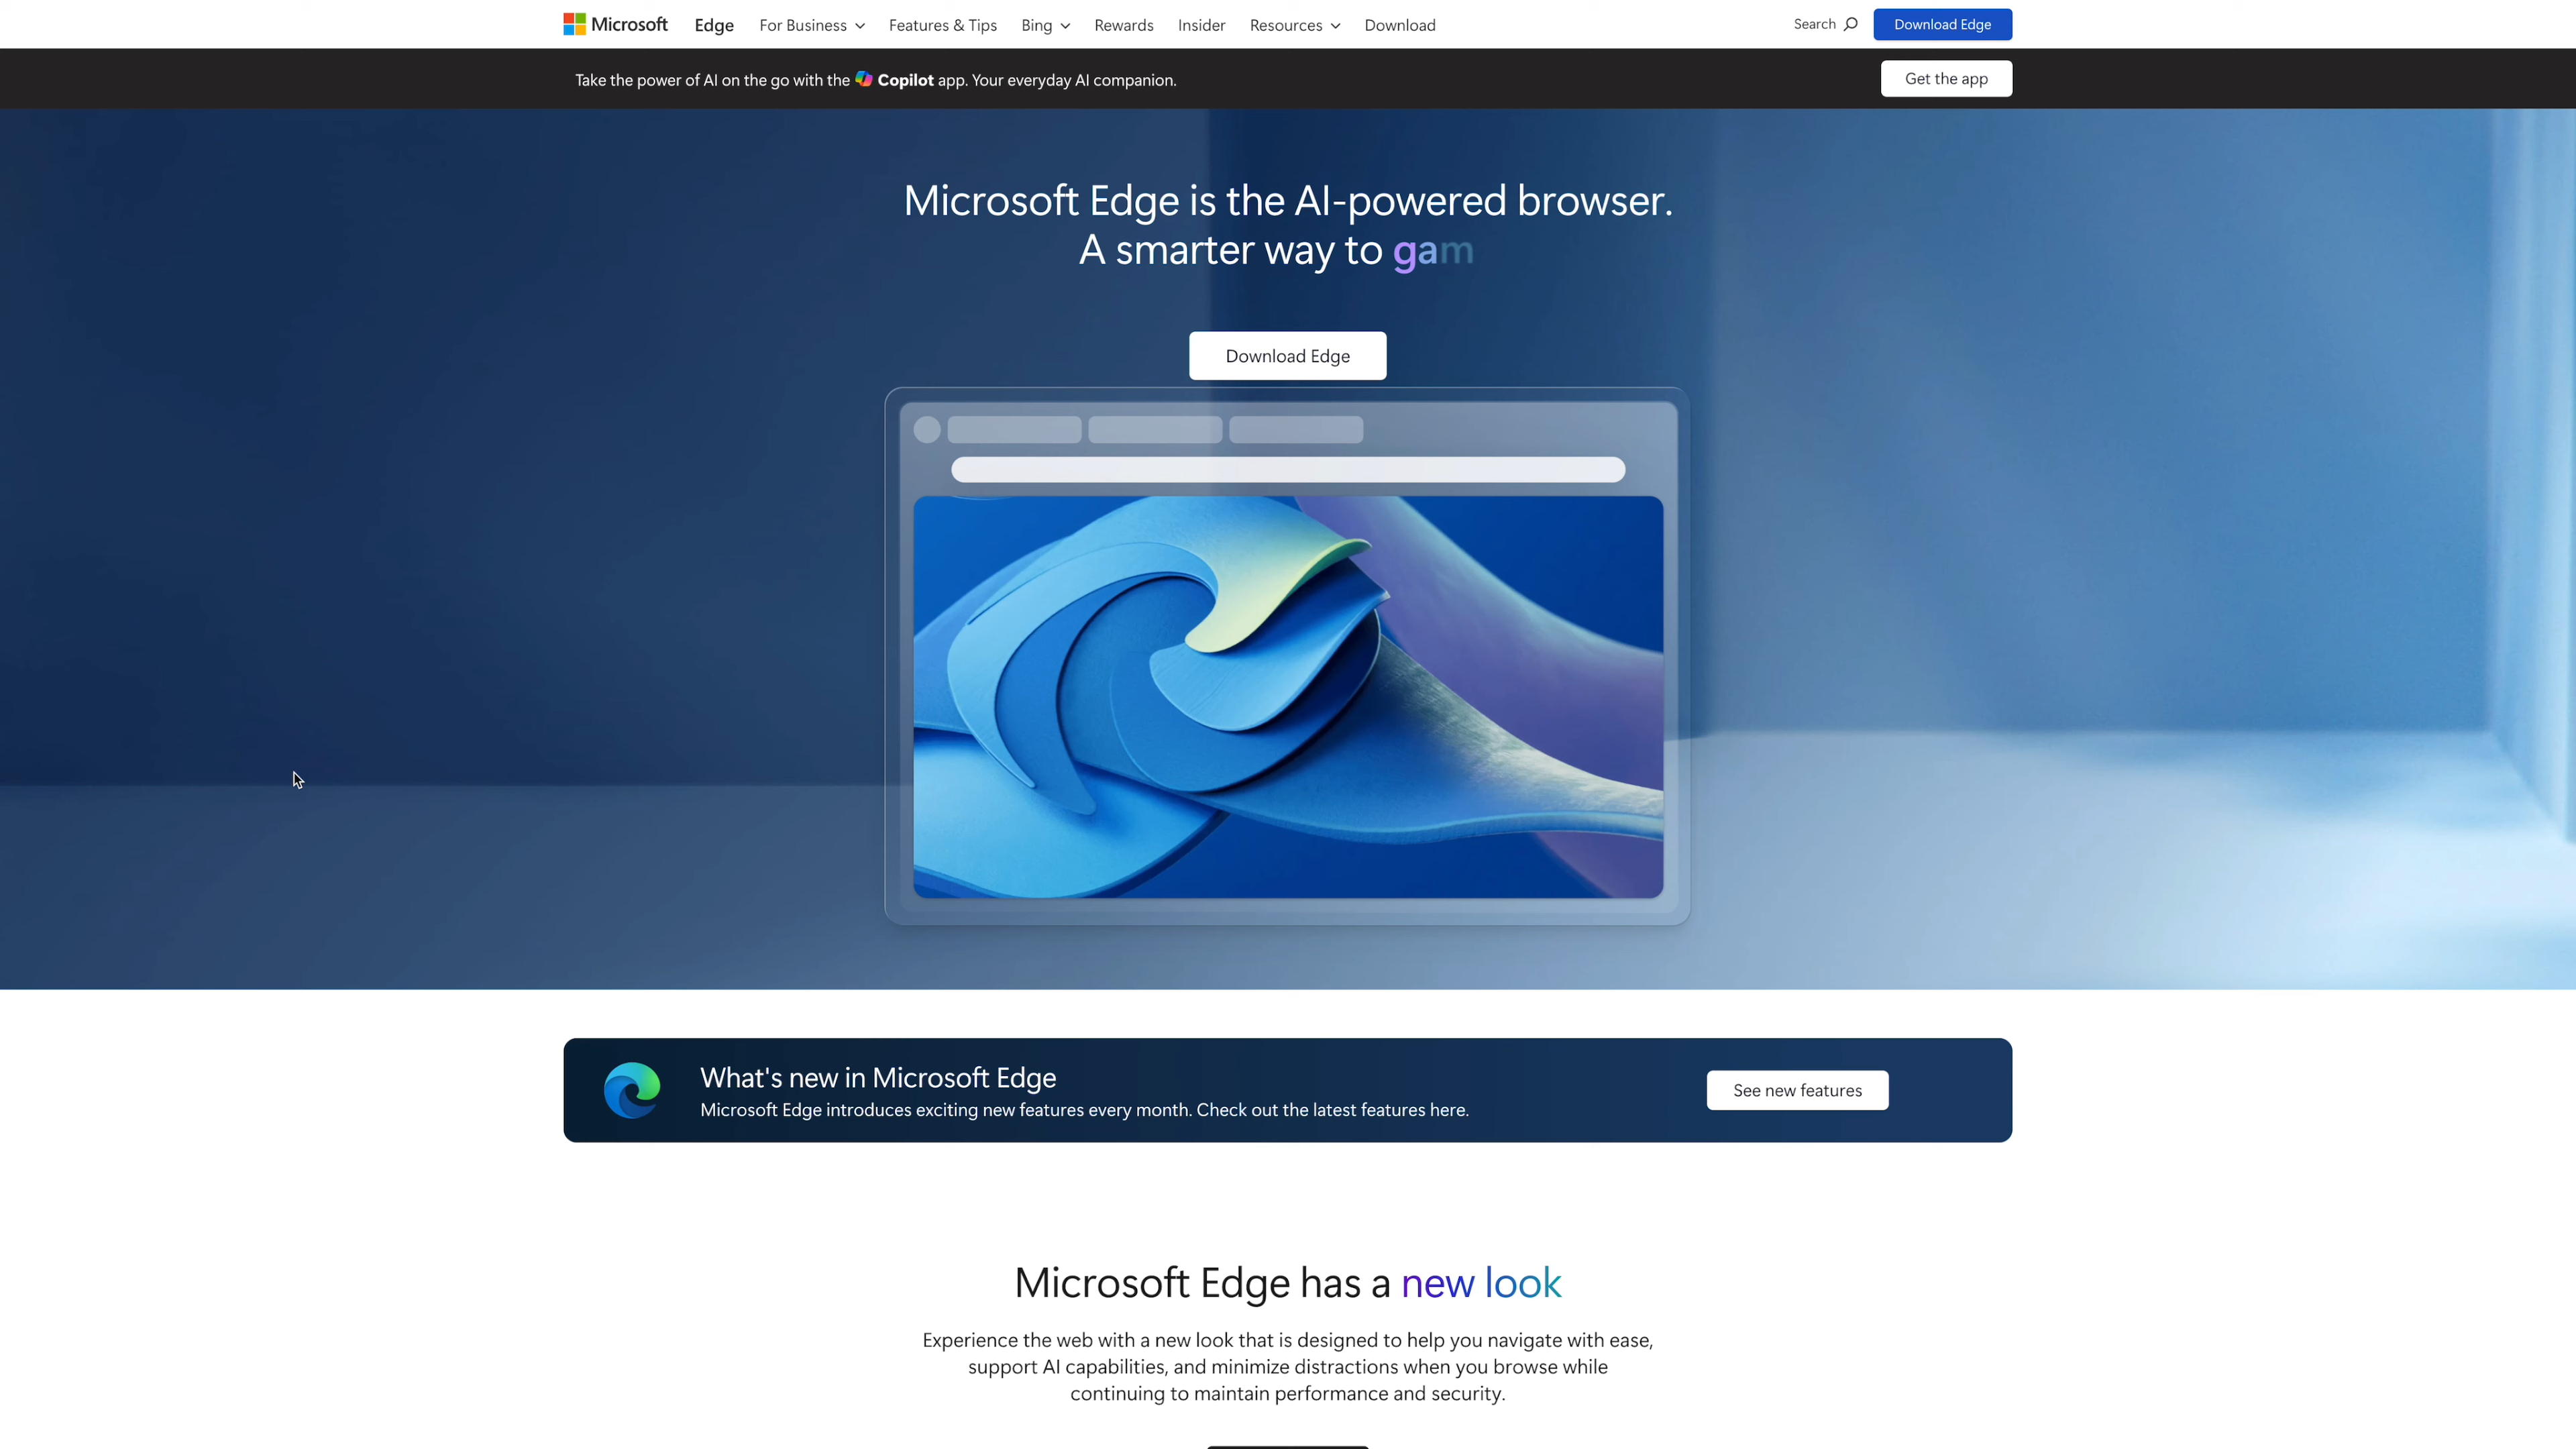 Microsoft
Edge
For Business
Features & Tips
Bing
Rewards
Insider
Resources
Download
Search
Download Edge
Take the power of AI on the go with the Copilot app. Your everyday AI companion.
Get the app
Microsoft Edge is the AI-powered browser.
A smarter way to gam
Download Edge
What's new in Microsoft Edge
Microsoft Edge introduces exciting new features every month. Check out the latest features here.
See new features
Microsoft Edge has a new look
Experience the web with a new look that is designed to help you navigate with ease,
support AI capabilities, and minimize distractions when you browse while
continuing to maintain performance and security.